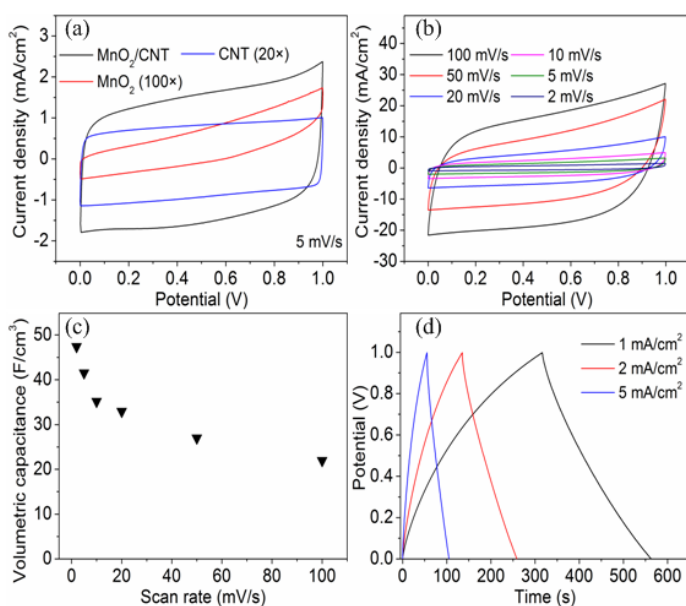 (a)
MnO₂/CNT
CNT (20×)
MnO₂ (100×)
5 mV/s
3
2
1
0
-1
-2
0.0 0.2 0.4 0.6 0.8 1.0
Potential (V)
Current density (mA/cm²)
(b)
100 mV/s
10 mV/s
50 mV/s
5 mV/s
20 mV/s
2 mV/s
40
30
20
10
0
-10
-20
-30
0.0 0.2 0.4 0.6 0.8 1.0
Potential (V)
Current density (mA/cm²)
(c)
60
50
40
30
20
10
0
0 20 40 60 80 100
Scan rate (mV/s)
Volumetric capacitance (F/cm³)
(d)
1 mA/cm²
2 mA/cm²
5 mA/cm²
1.2
1.0
0.8
0.6
0.4
0.2
0.0
0 100 200 300 400 500 600
Time (s)
Potential (V)